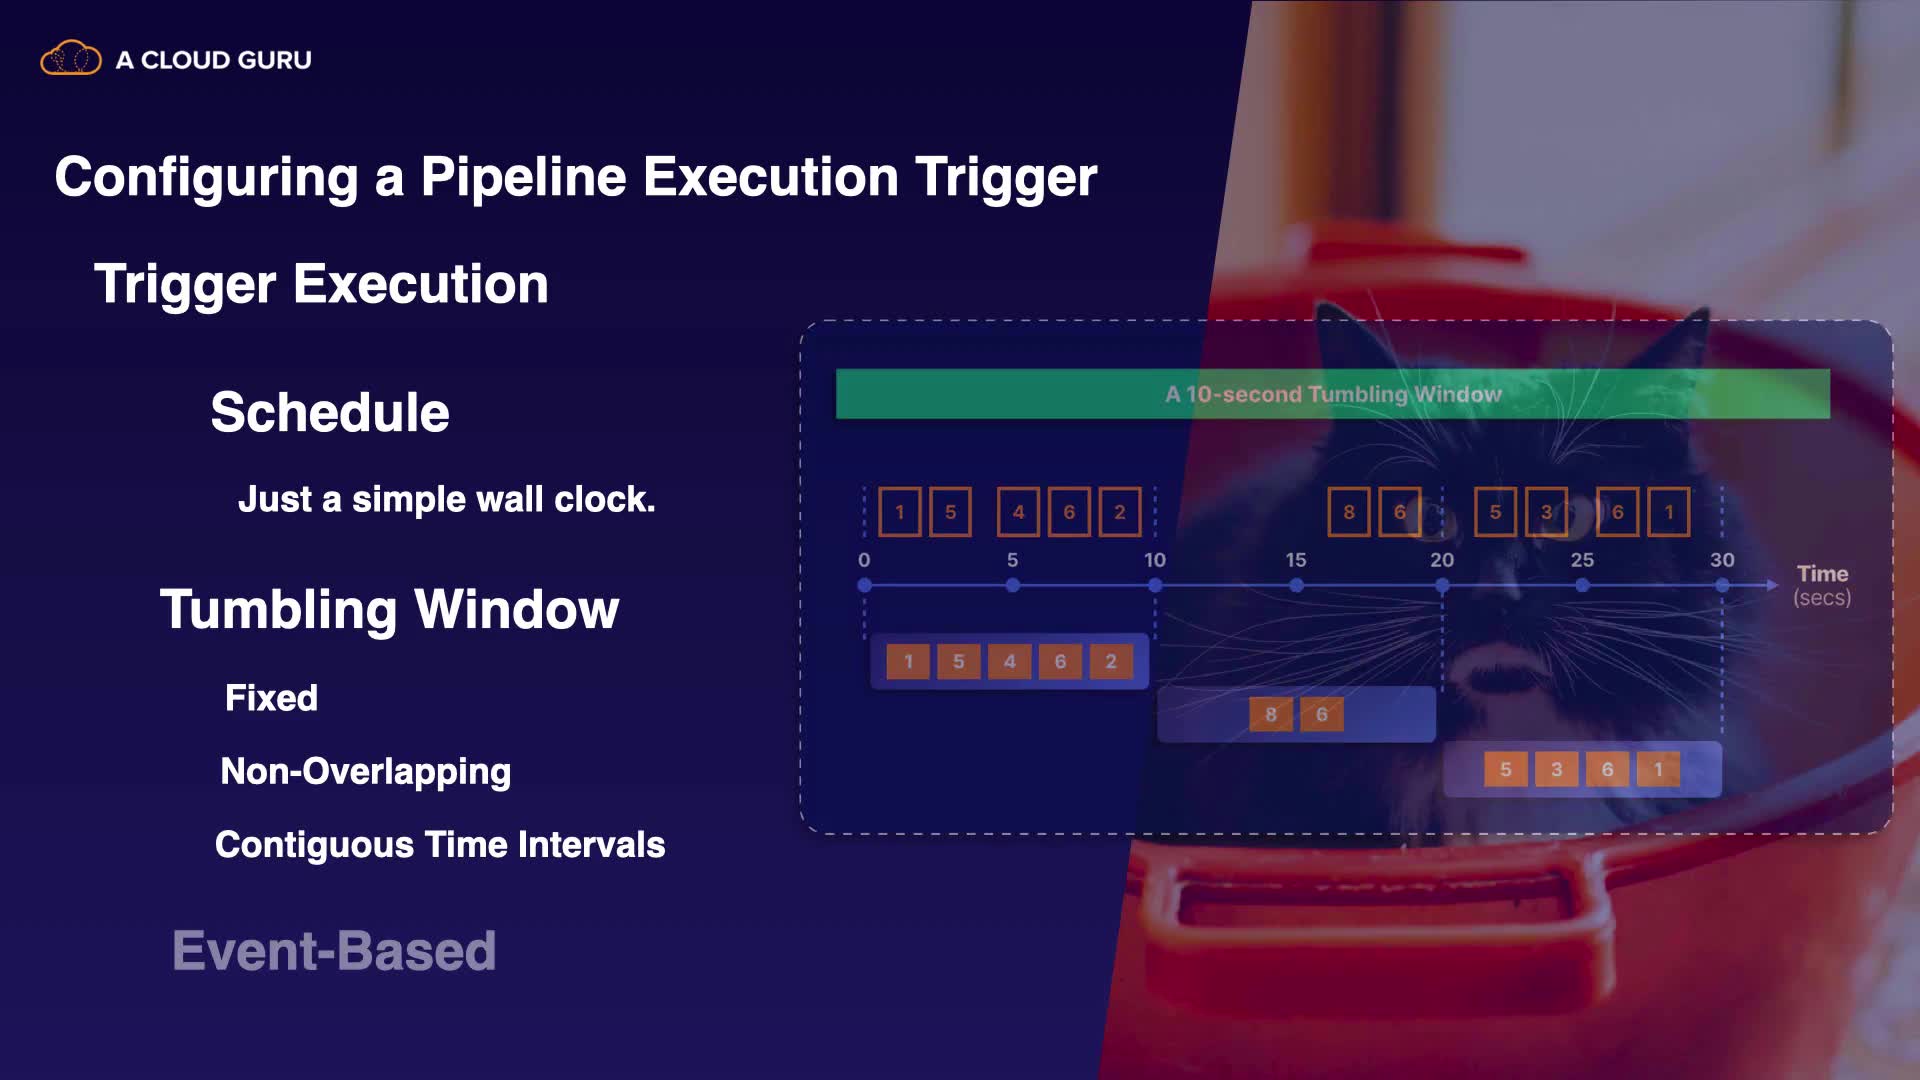 A CLOUD GURU
Configuring a Pipeline Execution Trigger
Trigger Execution
Schedule
Just a simple wall clock.
Tumbling Window
Fixed
Non-Overlapping
Contiguous Time Intervals
Event-Based
A 10-second Tumbling Window
1 5 4 6 2 8 6 5 3 6 1
0 5 10 15 20 25 30
Time
(secs)
1 5 4 6 2
8 6
5 3 6 1